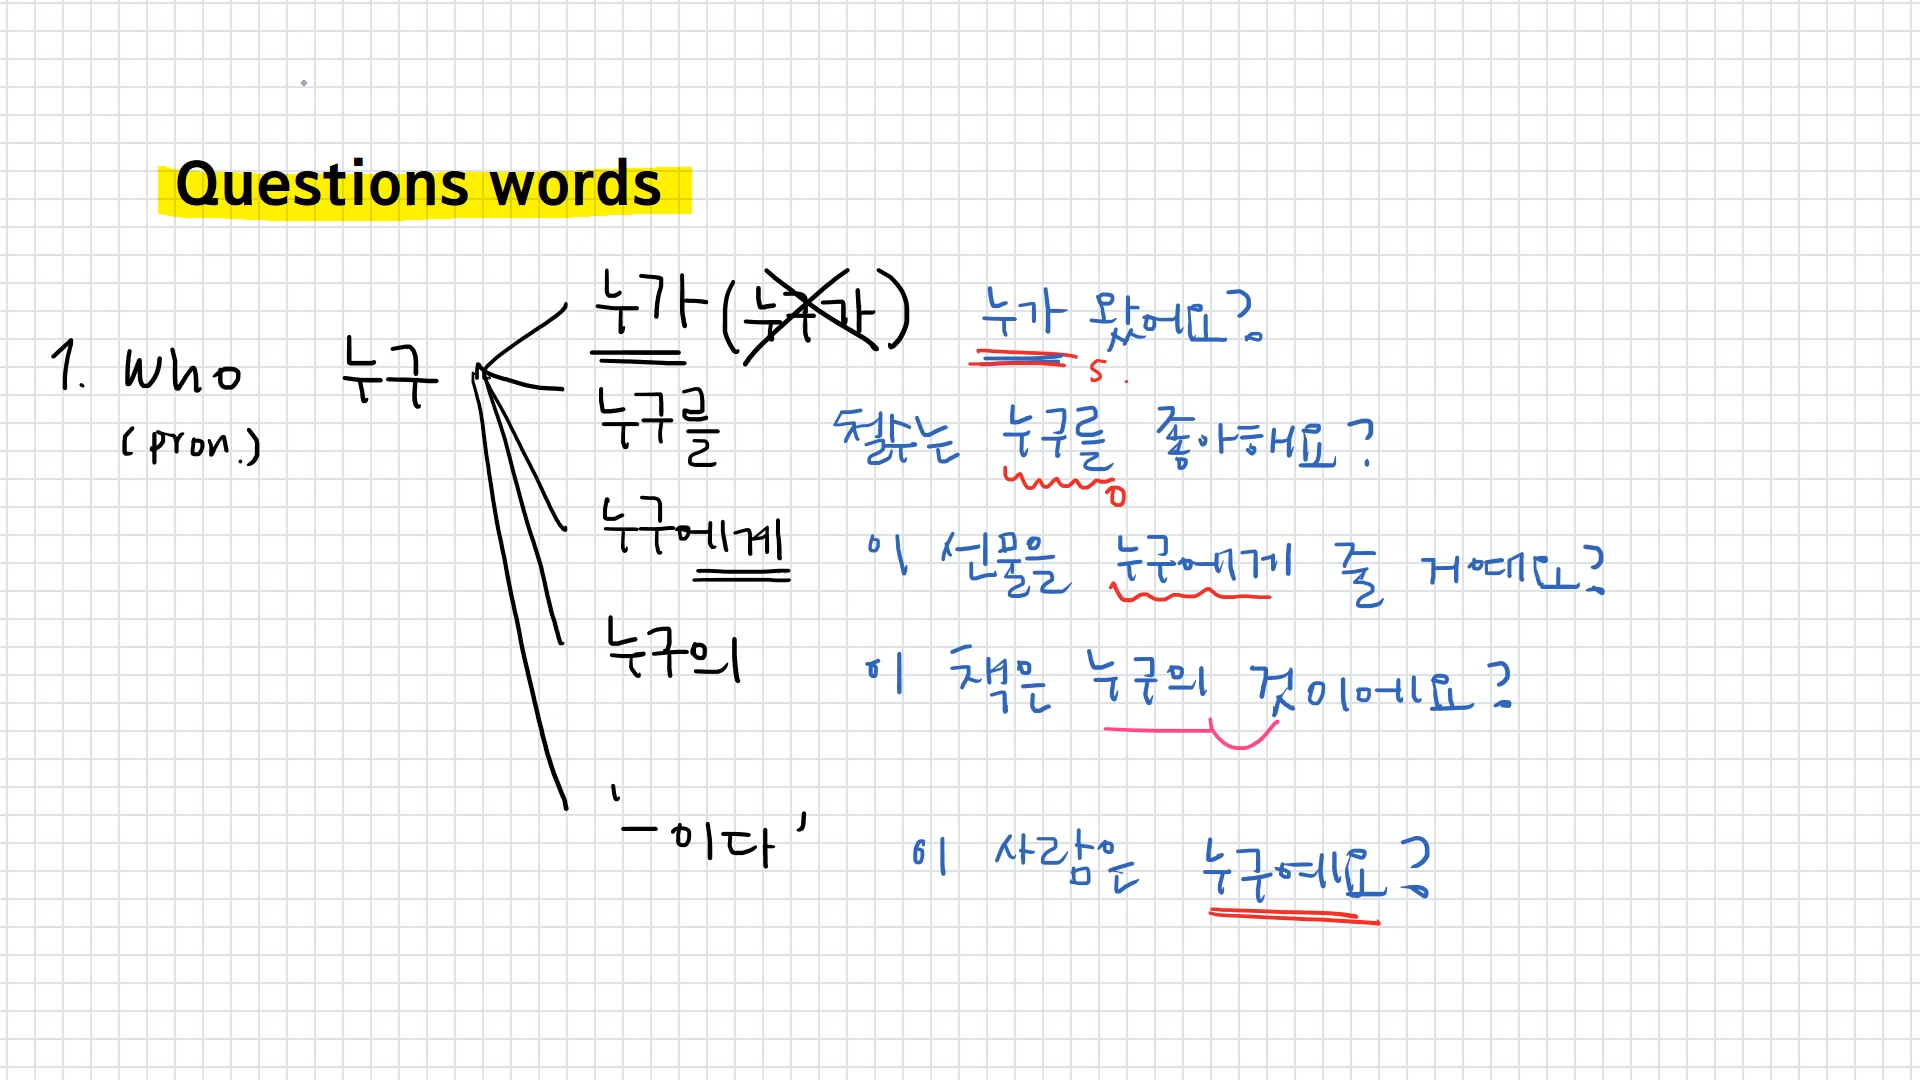 Questions words
1. Who 누구
(pron.)
누가 (누구가) 누가 왔어요?
S.
누구를 철수는 누구를 좋아해요?
O
누구에게 이 선물을 누구에게 줄 거예요?
누구의 이 책은 누구의 것이에요?
'-이다' 이 사람은 누구예요?